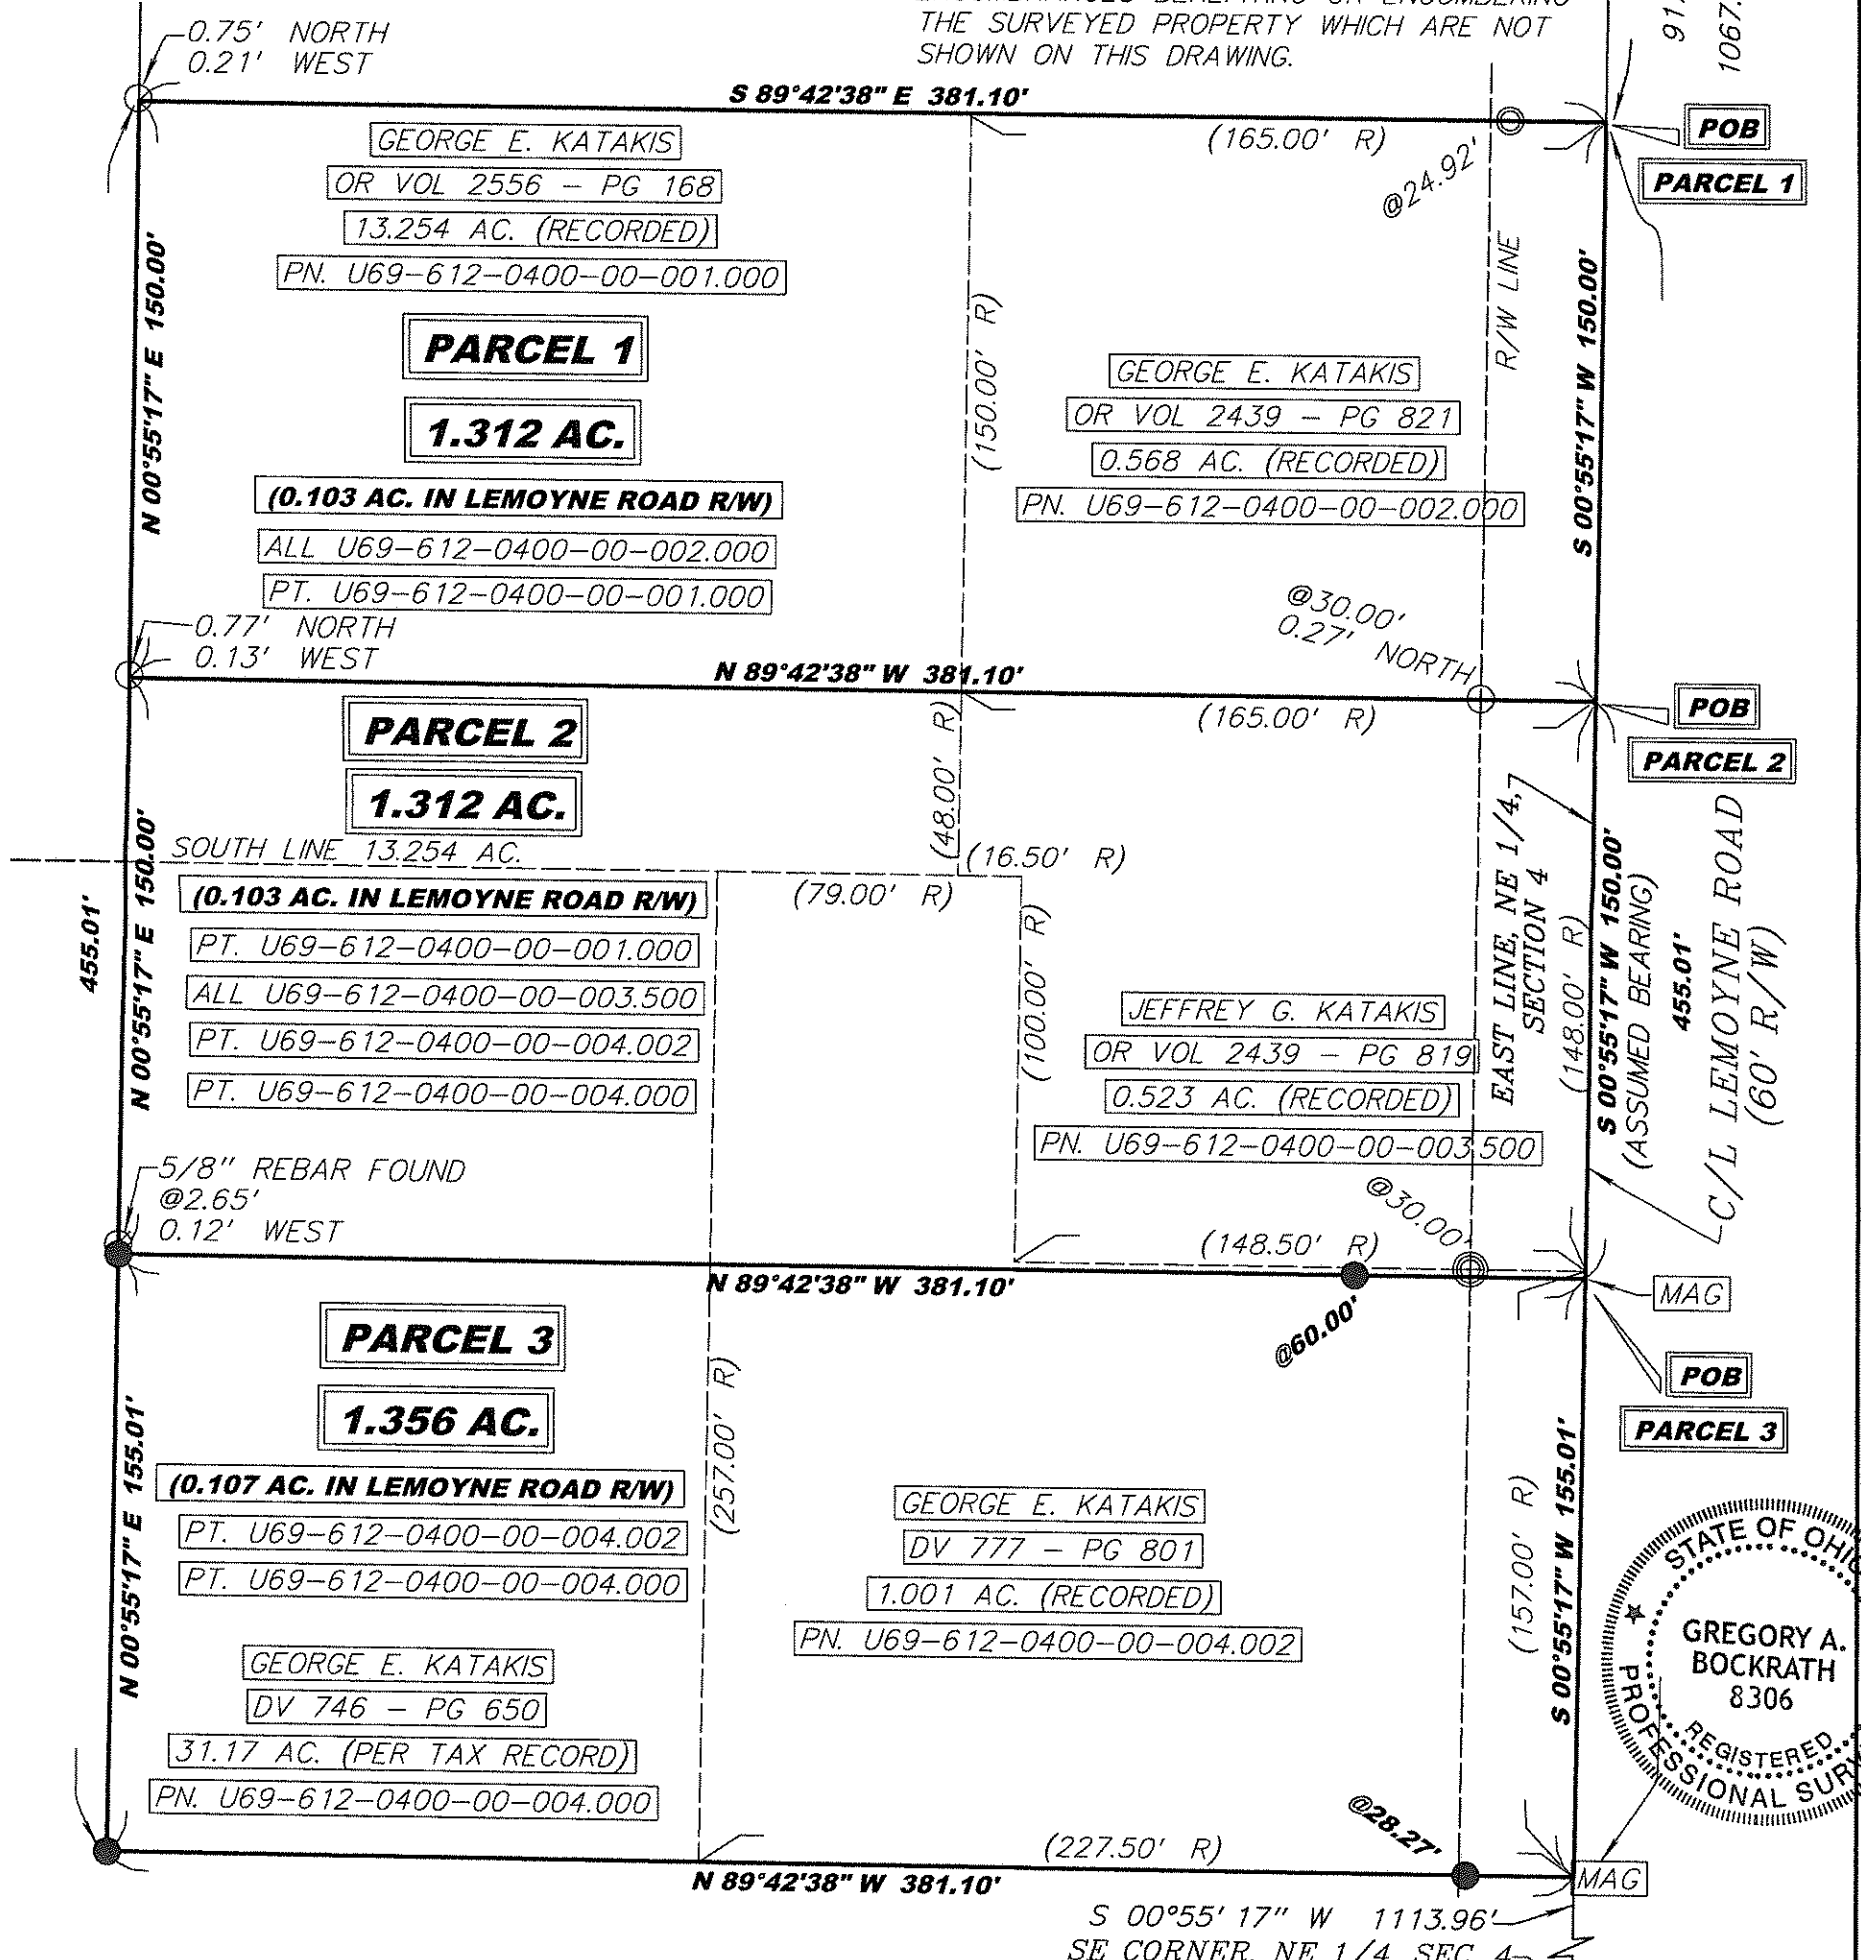 THE SURVEYED PROPERTY WHICH ARE NOT
SHOWN ON THIS DRAWING.
0.75' NORTH
0.21' WEST
1067.
S 89°42'38" E 381.10'
(165.00' R)
@24.92'
POB
PARCEL 1
GEORGE E. KATAKIS
OR VOL 2556 - PG 168
13.254 AC. (RECORDED)
PN. U69-612-0400-00-001.000
PARCEL 1
1.312 AC.
(0.103 AC. IN LEMOYNE ROAD R/W)
ALL U69-612-0400-00-002.000
PT. U69-612-0400-00-001.000
N 00°55'17" E 150.00'
(150.00' R)
GEORGE E. KATAKIS
OR VOL 2439 - PG 821
0.568 AC. (RECORDED)
PN. U69-612-0400-00-002.000
R/W LINE
S 00°55'17" W 150.00'
@30.00'
0.27' NORTH
0.77' NORTH
0.13' WEST
N 89°42'38" W 381.10'
(165.00' R)
POB
PARCEL 2
PARCEL 2
1.312 AC.
SOUTH LINE 13.254 AC.
(0.103 AC. IN LEMOYNE ROAD R/W)
PT. U69-612-0400-00-001.000
ALL U69-612-0400-00-003.500
PT. U69-612-0400-00-004.002
PT. U69-612-0400-00-004.000
455.01'
N 00°55'17" E 150.00'
(48.00' R)
(16.50' R)
(79.00' R)
(100.00' R)
JEFFREY G. KATAKIS
OR VOL 2439 - PG 819
0.523 AC. (RECORDED)
PN. U69-612-0400-00-003.500
EAST LINE, NE 1/4,
SECTION 4
(148.00' R)
S 00°55'17" W 150.00'
(ASSUMED BEARING)
455.01'
C/L LEMOYNE ROAD
(60' R/W)
5/8" REBAR FOUND
@2.65'
0.12' WEST
@30.00'
(148.50' R)
N 89°42'38" W 381.10'
@60.00'
MAG
POB
PARCEL 3
PARCEL 3
1.356 AC.
(0.107 AC. IN LEMOYNE ROAD R/W)
PT. U69-612-0400-00-004.002
PT. U69-612-0400-00-004.000
N 00°55'17" E 155.01'
(257.00' R)
GEORGE E. KATAKIS
DV 746 - PG 650
31.17 AC. (PER TAX RECORD)
PN. U69-612-0400-00-004.000
GEORGE E. KATAKIS
DV 777 - PG 801
1.001 AC. (RECORDED)
PN. U69-612-0400-00-004.002
(157.00' R)
S 00°55'17" W 155.01'
STATE OF OHIO
GREGORY A.
BOCKRATH
8306
REGISTERED
PROFESSIONAL
@28.27'
(227.50' R)
N 89°42'38" W 381.10'
MAG
S 00°55'17" W 1113.96'
SE CORNER, NE 1/4, SEC. 4